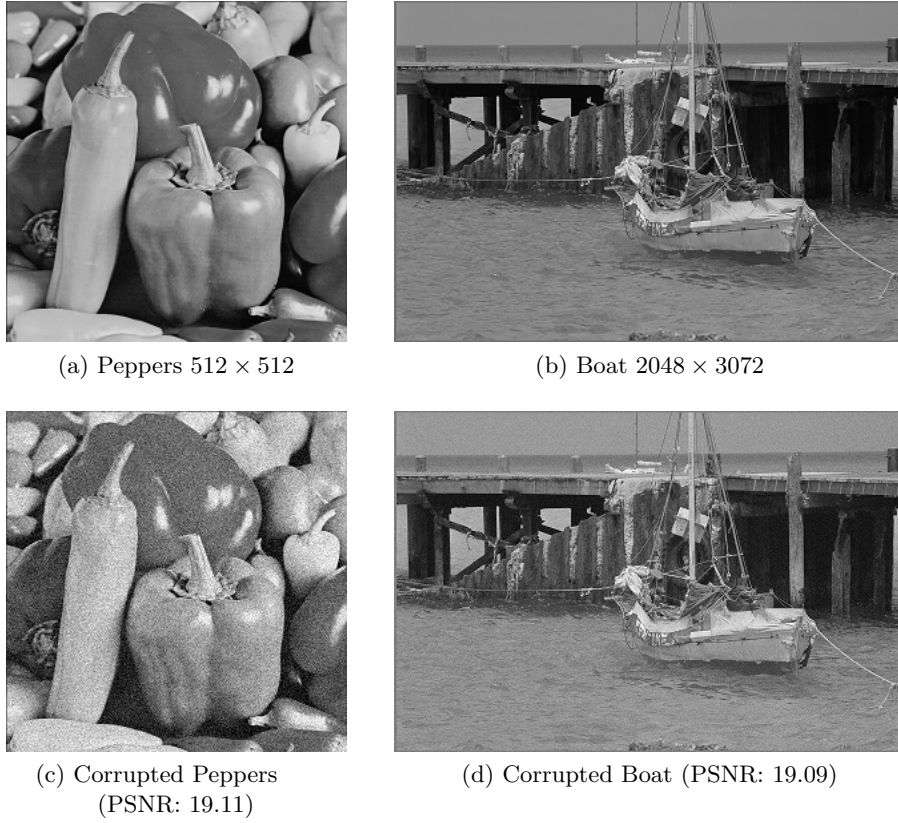 (a) Peppers 512 × 512
(b) Boat 2048 × 3072
(c) Corrupted Peppers
(PSNR: 19.11)
(d) Corrupted Boat (PSNR: 19.09)